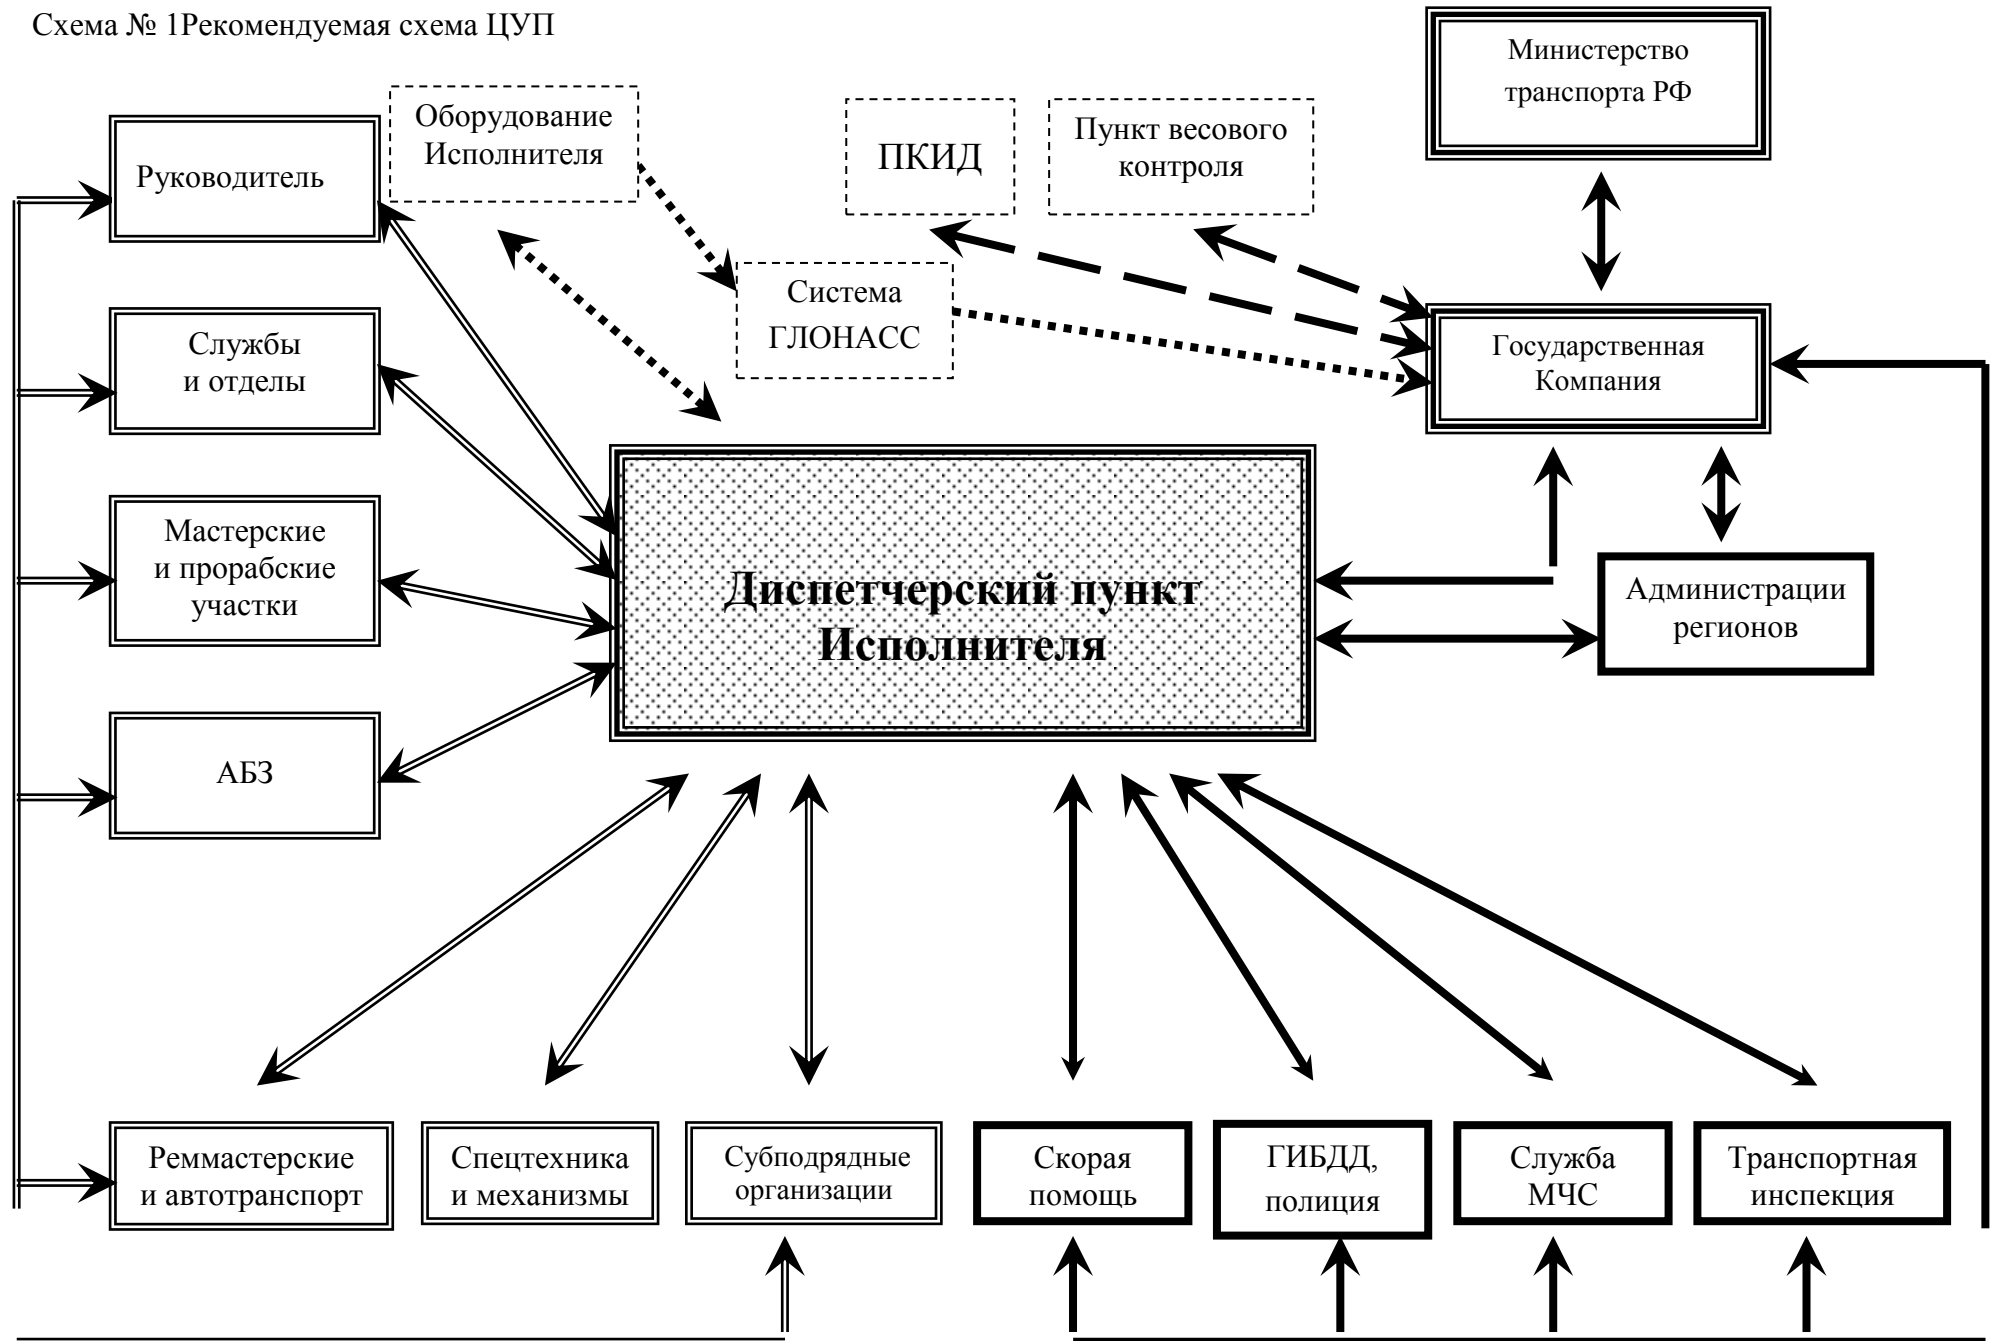 Схема № 1Рекомендуемая схема ЦУП
Министерство
транспорта РФ
Оборудование
Исполнителя
ПКИД
Пункт весового
контроля
Руководитель
Система
ГЛОНАСС
Службы
и отделы
Государственная
Компания
Мастерские
и прорабские
участки
Диспетчерский пункт
Исполнителя
Администрации
регионов
АБЗ
Реммастерские
и автотранспорт
Спецтехника
и механизмы
Субподрядные
организации
Скорая
помощь
ГИБДД,
полиция
Служба
МЧС
Транспортная
инспекция